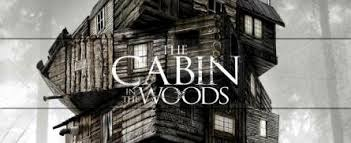 THE
CABIN
IN THE
WOODS